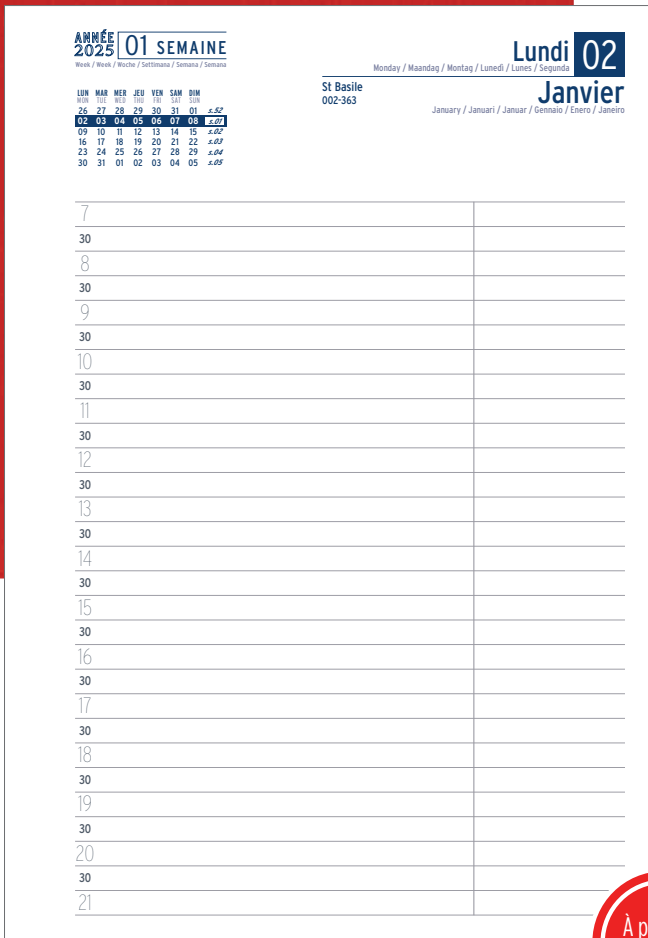 ANNÉE
2025
01 SEMAINE
Week / Week / Woche / Settimana / Semana / Semana
LUN MAR MER JEU VEN SAM DIM
MON TUE WED THU FRI SAT SUN
26 27 28 29 30 31 01 s.52
02 03 04 05 06 07 08 s.01
09 10 11 12 13 14 15 s.02
16 17 18 19 20 21 22 s.03
23 24 25 26 27 28 29 s.04
30 31 01 02 03 04 05 s.05
Lundi 02
Monday / Maandag / Montag / Lunedì / Lunes / Segunda
St Basile
002-363
Janvier
January / Januari / Januar / Gennaio / Enero / Janeiro
7
30
8
30
9
30
10
30
11
30
12
30
13
30
14
30
15
30
16
30
17
30
18
30
19
30
20
30
21
À p